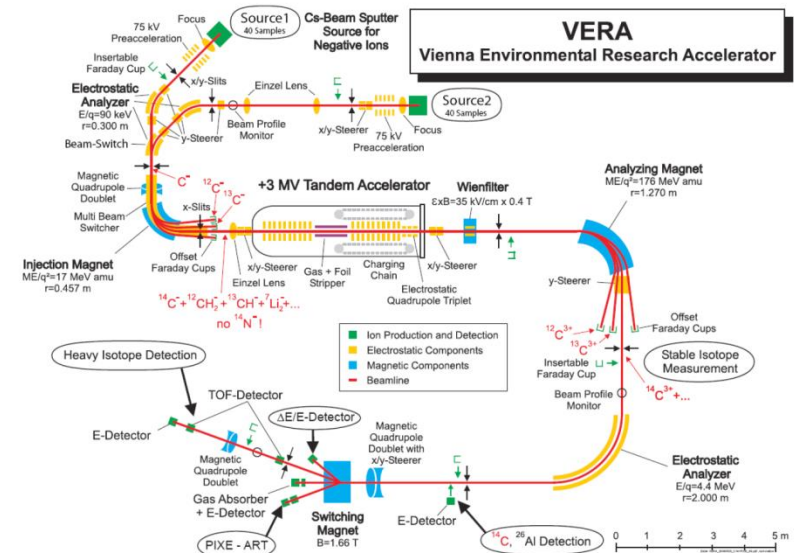 VERA
Vienna Environmental Research Accelerator
Source1
40 Samples
Cs-Beam Sputter
Source for
Negative Ions
Focus
75 kV
Preacceleration
Insertable
Faraday Cup
x/y-Slits
Electrostatic
Analyzer
E/q=90 keV
r=0.300 m
Beam-Switch
y-Steerer
Beam Profile
Monitor
Einzel Lens
x/y-Steerer
75 kV
Preacceleration
Focus
Source2
40 Samples
Magnetic
Quadrupole
Doublet
C⁻
Multi Beam
Switcher
x-Slits
¹²C⁻
¹³C⁻
Injection Magnet
ME/q²=17 MeV amu
r=0.457 m
Offset
Faraday Cups
x/y-Steerer
Einzel Lens
¹⁴C⁻+¹²CH₂⁻+¹³CH⁻+⁷Li₂⁻+...
no ¹⁴N⁻!
+3 MV Tandem Accelerator
Gas + Foil
Stripper
Charging
Chain
x/y-Steerer
Electrostatic
Quadrupole Triplet
Wienfilter
ExB=35 kV/cm x 0.4 T
Analyzing Magnet
ME/q²=176 MeV amu
r=1.270 m
y-Steerer
¹²C³⁺
¹³C³⁺
Offset
Faraday Cups
Insertable
Faraday Cup
Stable Isotope
Measurement
Beam Profile
Monitor
¹⁴C³⁺+...
Ion Production and Detection
Electrostatic Components
Magnetic Components
Beamline
Electrostatic
Analyzer
E/q=4.4 MeV
r=2.000 m
Heavy Isotope Detection
TOF-Detector
E-Detector
ΔE/E-Detector
Magnetic
Quadrupole
Doublet
Gas Absorber
+ E-Detector
PIXE - ART
Switching
Magnet
B=1.66 T
Magnetic
Quadrupole
Doublet with
x/y-Steerer
E-Detector
¹⁴C, ²⁶Al Detection
0 1 2 3 4 5 m